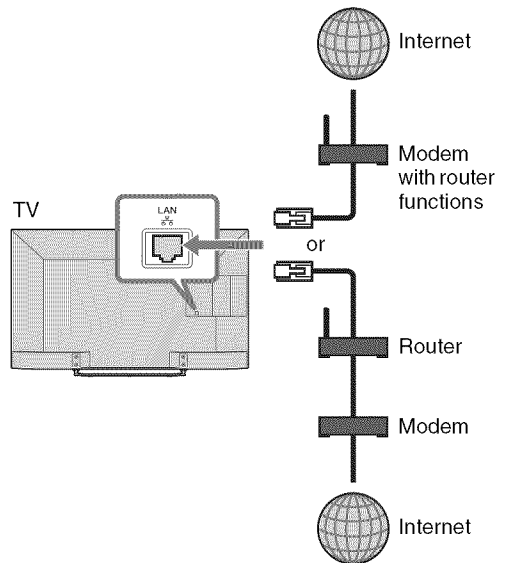 Internet
Modem
with router
functions
TV
LAN
or
Router
Modem
Internet